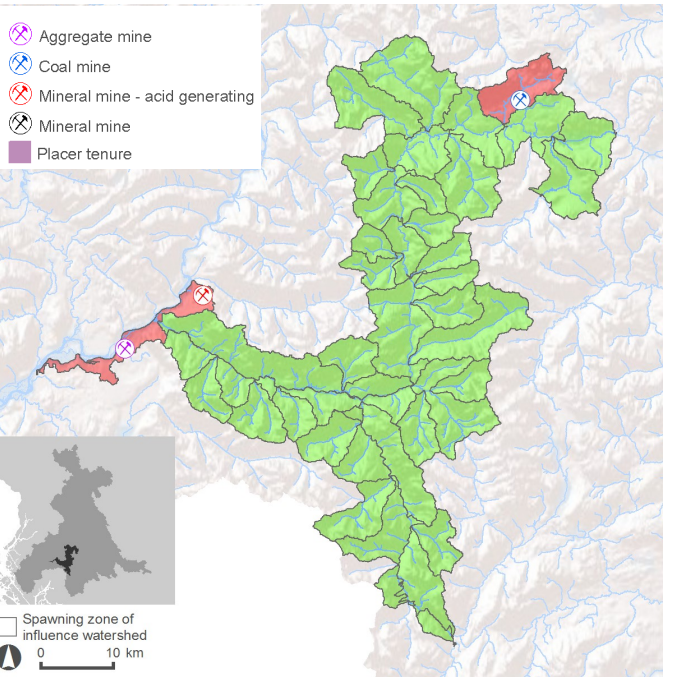 Aggregate mine
Coal mine
Mineral mine - acid generating
Mineral mine
Placer tenure
Spawning zone of
influence watershed
0 10 km